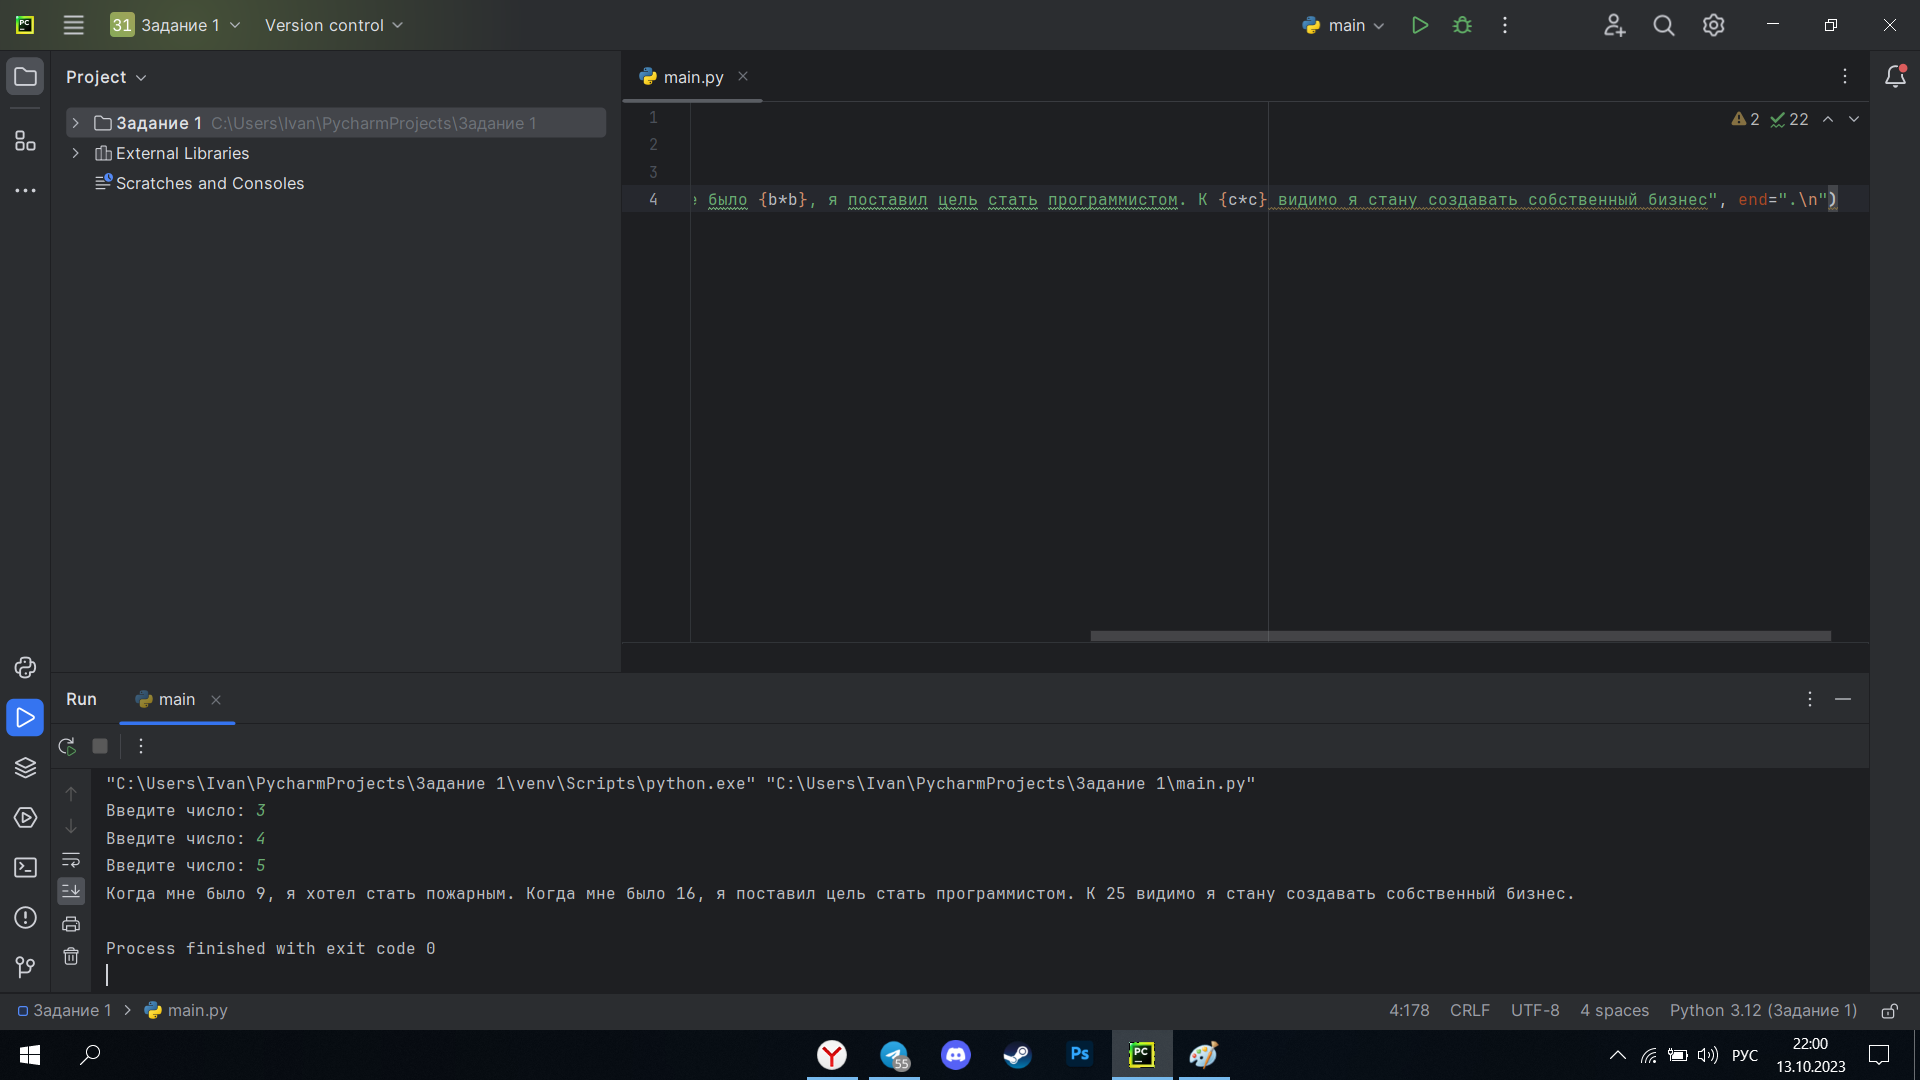 PC
31 Задание 1
Version control
main
Project
main.py
Задание 1 C:\Users\Ivan\PycharmProjects\Задание 1
External Libraries
Scratches and Consoles
1
2 22
2
3
4 е было {b*b}, я поставил цель стать программистом. К {c*c} видимо я стану создавать собственный бизнес", end=".\n")
Run
main
"C:\Users\Ivan\PycharmProjects\Задание 1\venv\Scripts\python.exe" "C:\Users\Ivan\PycharmProjects\Задание 1\main.py"
Введите число: 3
Введите число: 4
Введите число: 5
Когда мне было 9, я хотел стать пожарным. Когда мне было 16, я поставил цель стать программистом. К 25 видимо я стану создавать собственный бизнес.
Process finished with exit code 0
Задание 1 > main.py
4:178 CRLF UTF-8 4 spaces Python 3.12 (Задание 1)
55
Ps
PC
РУС
22:00
13.10.2023